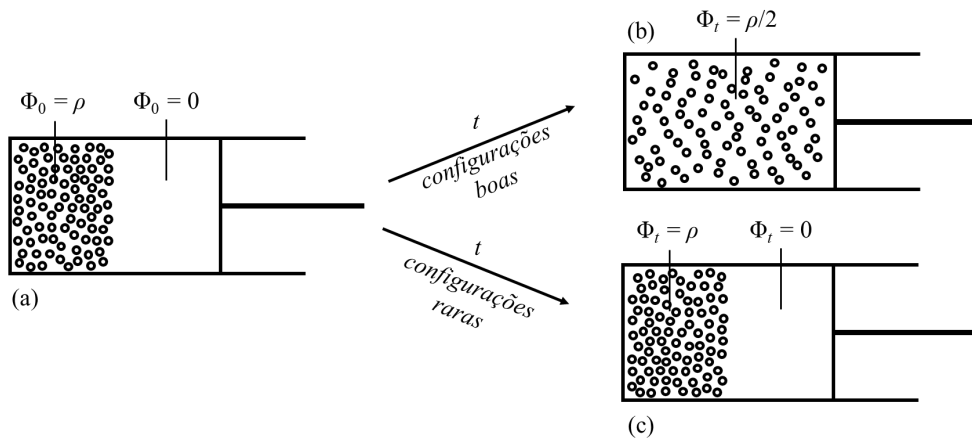 Φ₀ = ρ
Φ₀ = 0
(a)
t
configurações
boas
t
configurações
raras
(b)
Φₜ = ρ/2
Φₜ = ρ
Φₜ = 0
(c)